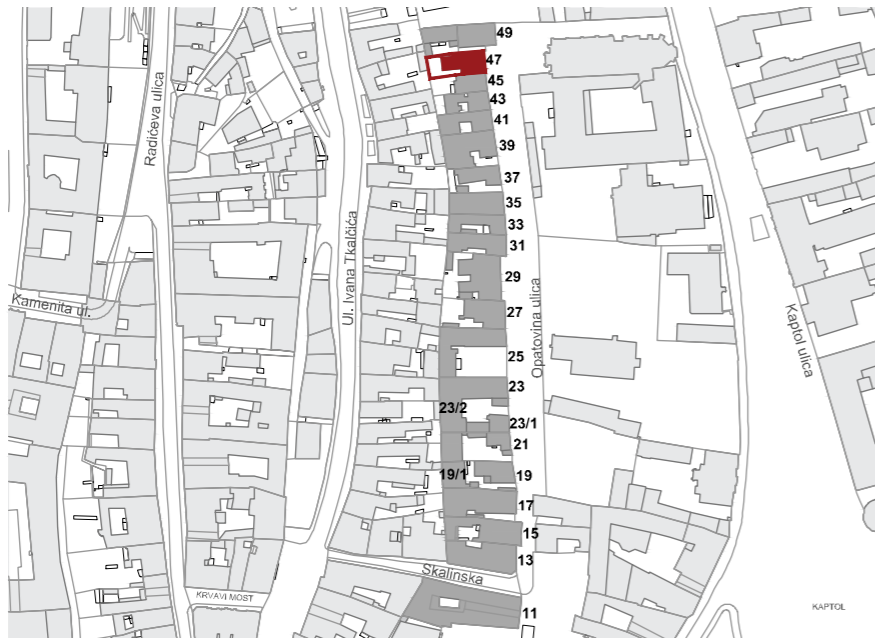 49
47
45
43
41
39
37
35
33
31
29
27
25
23
23/2
23/1
21
19/1
19
17
15
13
11
Radićeva ulica
Kamenita ul.
Ul. Ivana Tkalčića
Opatovina ulica
Kaptol ulica
Skalinska
KRVAVI MOST
KAPTOL